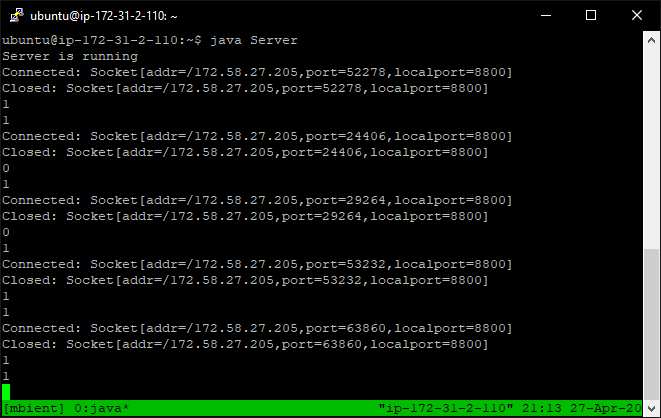 ubuntu@ip-172-31-2-110: ~
ubuntu@ip-172-31-2-110:~$ java Server
Server is running
Connected: Socket[addr=/172.58.27.205,port=52278,localport=8800]
Closed: Socket[addr=/172.58.27.205,port=52278,localport=8800]
1
1
Connected: Socket[addr=/172.58.27.205,port=24406,localport=8800]
Closed: Socket[addr=/172.58.27.205,port=24406,localport=8800]
0
1
Connected: Socket[addr=/172.58.27.205,port=29264,localport=8800]
Closed: Socket[addr=/172.58.27.205,port=29264,localport=8800]
0
1
Connected: Socket[addr=/172.58.27.205,port=53232,localport=8800]
Closed: Socket[addr=/172.58.27.205,port=53232,localport=8800]
1
1
Connected: Socket[addr=/172.58.27.205,port=63860,localport=8800]
Closed: Socket[addr=/172.58.27.205,port=63860,localport=8800]
1
1
[mbient] 0:java* "ip-172-31-2-110" 21:13 27-Apr-20